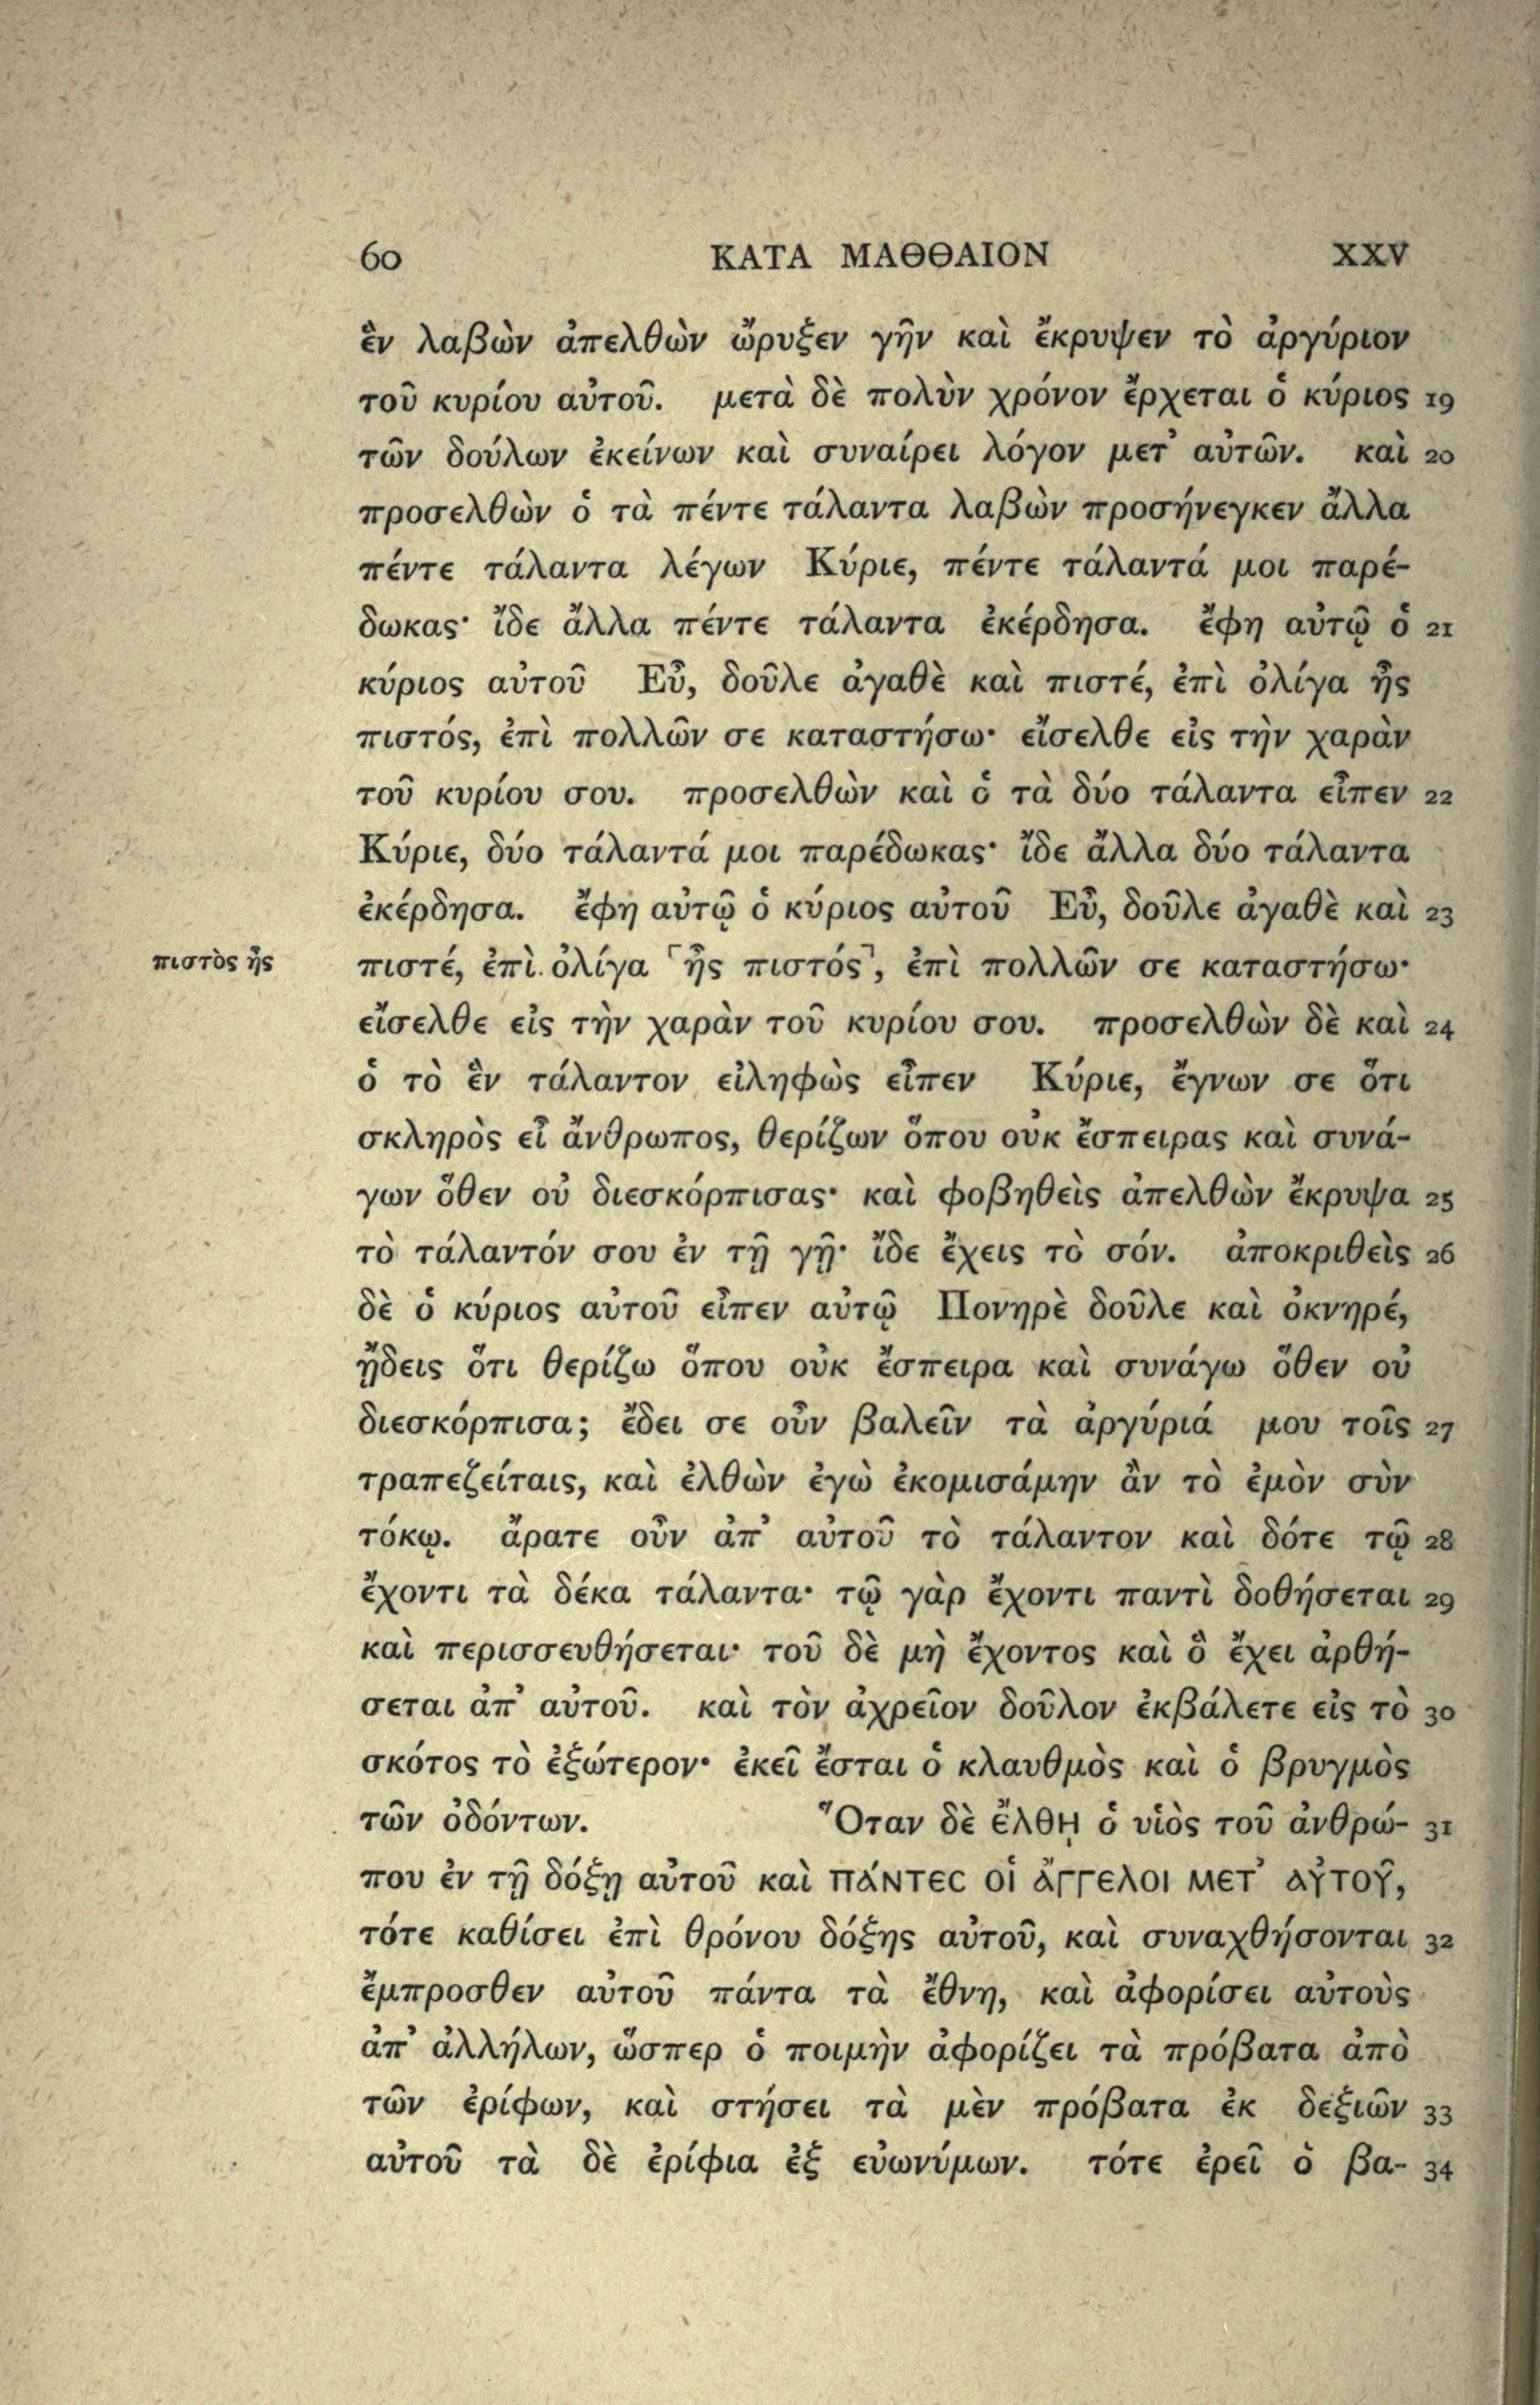 60 ΚΑΤΑ ΜΑΘΘΑΙΟΝ XXV
ἓν λαβὼν ἀπελθὼν ὤρυξεν γῆν καὶ ἔκρυψεν τὸ ἀργύριον
τοῦ κυρίου αὐτοῦ. μετὰ δὲ πολὺν χρόνον ἔρχεται ὁ κύριος 19
τῶν δούλων ἐκείνων καὶ συναίρει λόγον μετ᾽ αὐτῶν. καὶ 20
προσελθὼν ὁ τὰ πέντε τάλαντα λαβὼν προσήνεγκεν ἄλλα
πέντε τάλαντα λέγων Κύριε, πέντε τάλαντά μοι παρέ-
δωκας· ἴδε ἄλλα πέντε τάλαντα ἐκέρδησα. ἔφη αὐτῷ ὁ 21
κύριος αὐτοῦ Εὖ, δοῦλε ἀγαθὲ καὶ πιστέ, ἐπὶ ὀλίγα ἦς
πιστός, ἐπὶ πολλῶν σε καταστήσω· εἴσελθε εἰς τὴν χαρὰν
τοῦ κυρίου σου. προσελθὼν καὶ ὁ τὰ δύο τάλαντα εἶπεν 22
Κύριε, δύο τάλαντά μοι παρέδωκας· ἴδε ἄλλα δύο τάλαντα
ἐκέρδησα. ἔφη αὐτῷ ὁ κύριος αὐτοῦ Εὖ, δοῦλε ἀγαθὲ καὶ 23
πιστὸς ἦς πιστέ, ἐπὶ ὀλίγα ⸀ἦς πιστός⸃, ἐπὶ πολλῶν σε καταστήσω·
εἴσελθε εἰς τὴν χαρὰν τοῦ κυρίου σου. προσελθὼν δὲ καὶ 24
ὁ τὸ ἓν τάλαντον εἰληφὼς εἶπεν Κύριε, ἔγνων σε ὅτι
σκληρὸς εἶ ἄνθρωπος, θερίζων ὅπου οὐκ ἔσπειρας καὶ συνά-
γων ὅθεν οὐ διεσκόρπισας· καὶ φοβηθεὶς ἀπελθὼν ἔκρυψα 25
τὸ τάλαντόν σου ἐν τῇ γῇ· ἴδε ἔχεις τὸ σόν. ἀποκριθεὶς 26
δὲ ὁ κύριος αὐτοῦ εἶπεν αὐτῷ Πονηρὲ δοῦλε καὶ ὀκνηρέ,
ᾔδεις ὅτι θερίζω ὅπου οὐκ ἔσπειρα καὶ συνάγω ὅθεν οὐ
διεσκόρπισα; ἔδει σε οὖν βαλεῖν τὰ ἀργύριά μου τοῖς 27
τραπεζείταις, καὶ ἐλθὼν ἐγὼ ἐκομισάμην ἂν τὸ ἐμὸν σὺν
τόκῳ. ἄρατε οὖν ἀπ᾽ αὐτοῦ τὸ τάλαντον καὶ δότε τῷ 28
ἔχοντι τὰ δέκα τάλαντα· τῷ γὰρ ἔχοντι παντὶ δοθήσεται 29
καὶ περισσευθήσεται· τοῦ δὲ μὴ ἔχοντος καὶ ὃ ἔχει ἀρθή-
σεται ἀπ᾽ αὐτοῦ. καὶ τὸν ἀχρεῖον δοῦλον ἐκβάλετε εἰς τὸ 30
σκότος τὸ ἐξώτερον· ἐκεῖ ἔσται ὁ κλαυθμὸς καὶ ὁ βρυγμὸς
τῶν ὀδόντων. Ὅταν δὲ ἔλθῃ ὁ υἱὸς τοῦ ἀνθρώ- 31
που ἐν τῇ δόξῃ αὐτοῦ καὶ πάντες οἱ ἄγγελοι μετ᾽ αὐτοῦ,
τότε καθίσει ἐπὶ θρόνου δόξης αὐτοῦ, καὶ συναχθήσονται 32
ἔμπροσθεν αὐτοῦ πάντα τὰ ἔθνη, καὶ ἀφορίσει αὐτοὺς
ἀπ᾽ ἀλλήλων, ὥσπερ ὁ ποιμὴν ἀφορίζει τὰ πρόβατα ἀπὸ
τῶν ἐρίφων, καὶ στήσει τὰ μὲν πρόβατα ἐκ δεξιῶν 33
αὐτοῦ τὰ δὲ ἐρίφια ἐξ εὐωνύμων. τότε ἐρεῖ ὁ βα- 34